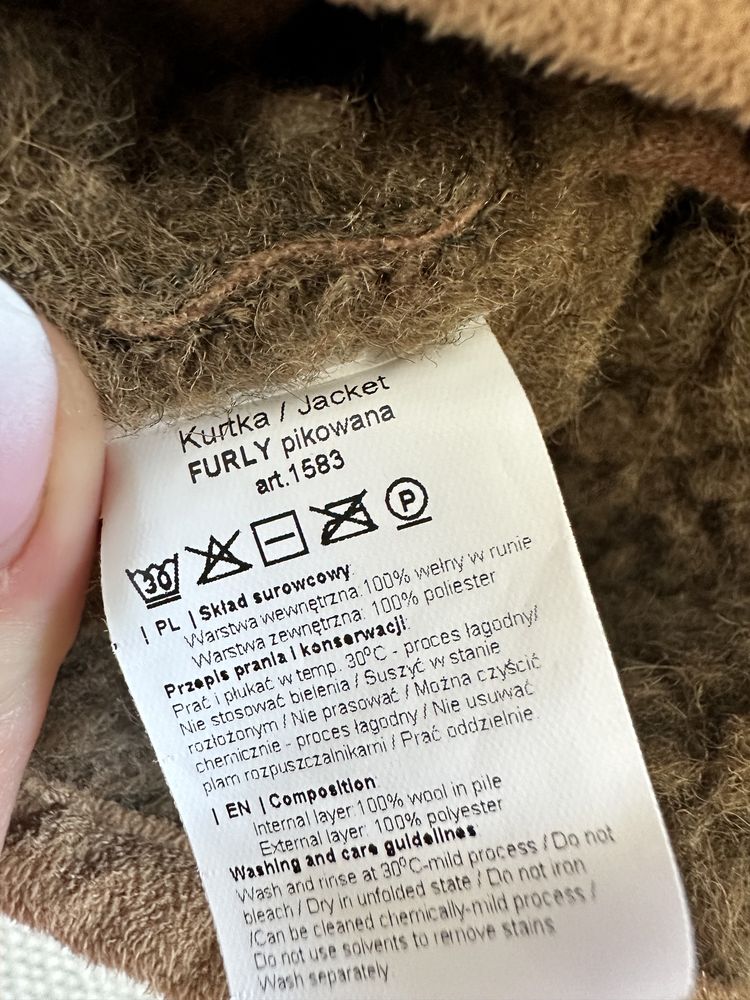 Kurtka / Jacket
FURLY pikowana
art.1583
30 P
| PL | Skład surowcowy:
Warstwa wewnętrzna:100% wełny w runie
Warstwa zewnętrzna: 100% poliester
Przepis prania i konserwacji:
Prać i płukać w temp. 30ºC - proces łagodny/
Nie stosować bielenia / Suszyć w stanie
rozłożonym / Nie prasować / Można czyścić
chemicznie - proces łagodny / Nie usuwać
plam rozpuszczalnikami / Prać oddzielnie.
| EN | Composition:
Internal layer:100% wool in pile
External layer: 100% polyester
Washing and care guidelines:
Wash and rinse at 30ºC-mild process / Do not
bleach / Dry in unfolded state / Do not iron
/Can be cleaned chemically-mild process /
Do not use solvents to remove stains
Wash separately.